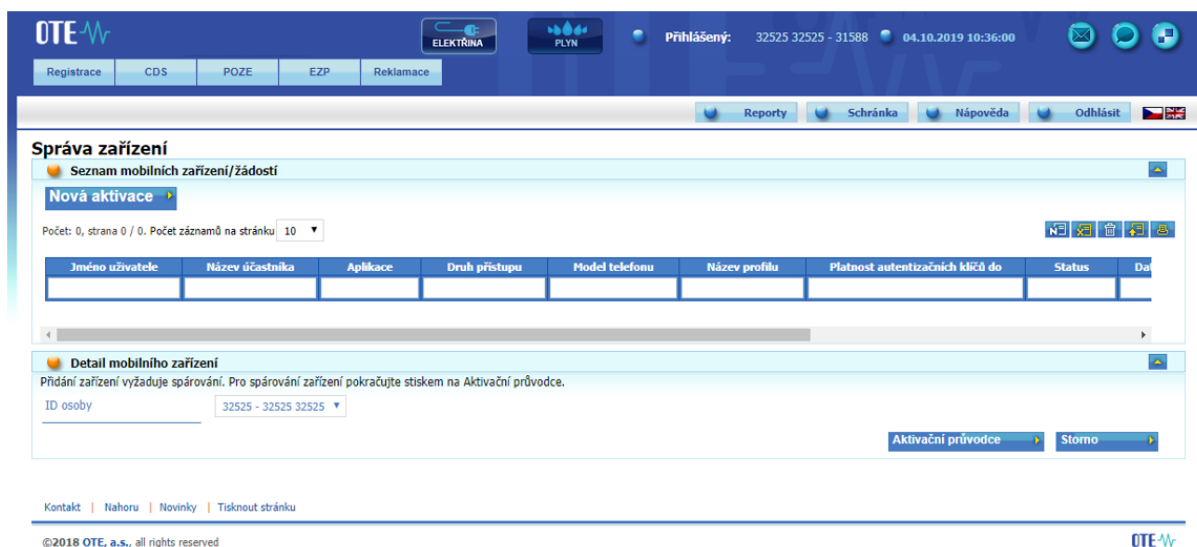 OTE
ELEKTŘINA
PLYN
Přihlášený: 32525 32525 - 31588 04.10.2019 10:36:00
Registrace CDS POZE EZP Reklamace
Reporty Schránka Nápověda Odhlásit
Správa zařízení
Seznam mobilních zařízení/žádostí
Nová aktivace
Počet: 0, strana 0 / 0. Počet záznamů na stránku 10
Jméno uživatele Název účastníka Aplikace Druh přístupu Model telefonu Název profilu Platnost autentizačních klíčů do Status Dat
Detail mobilního zařízení
Přidání zařízení vyžaduje spárování. Pro spárování zařízení pokračujte stiskem na Aktivační průvodce.
ID osoby 32525 - 32525 32525
Aktivační průvodce Storno
Kontakt | Nahoru | Novinky | Tisknout stránku
©2018 OTE, a.s., all rights reserved
OTE